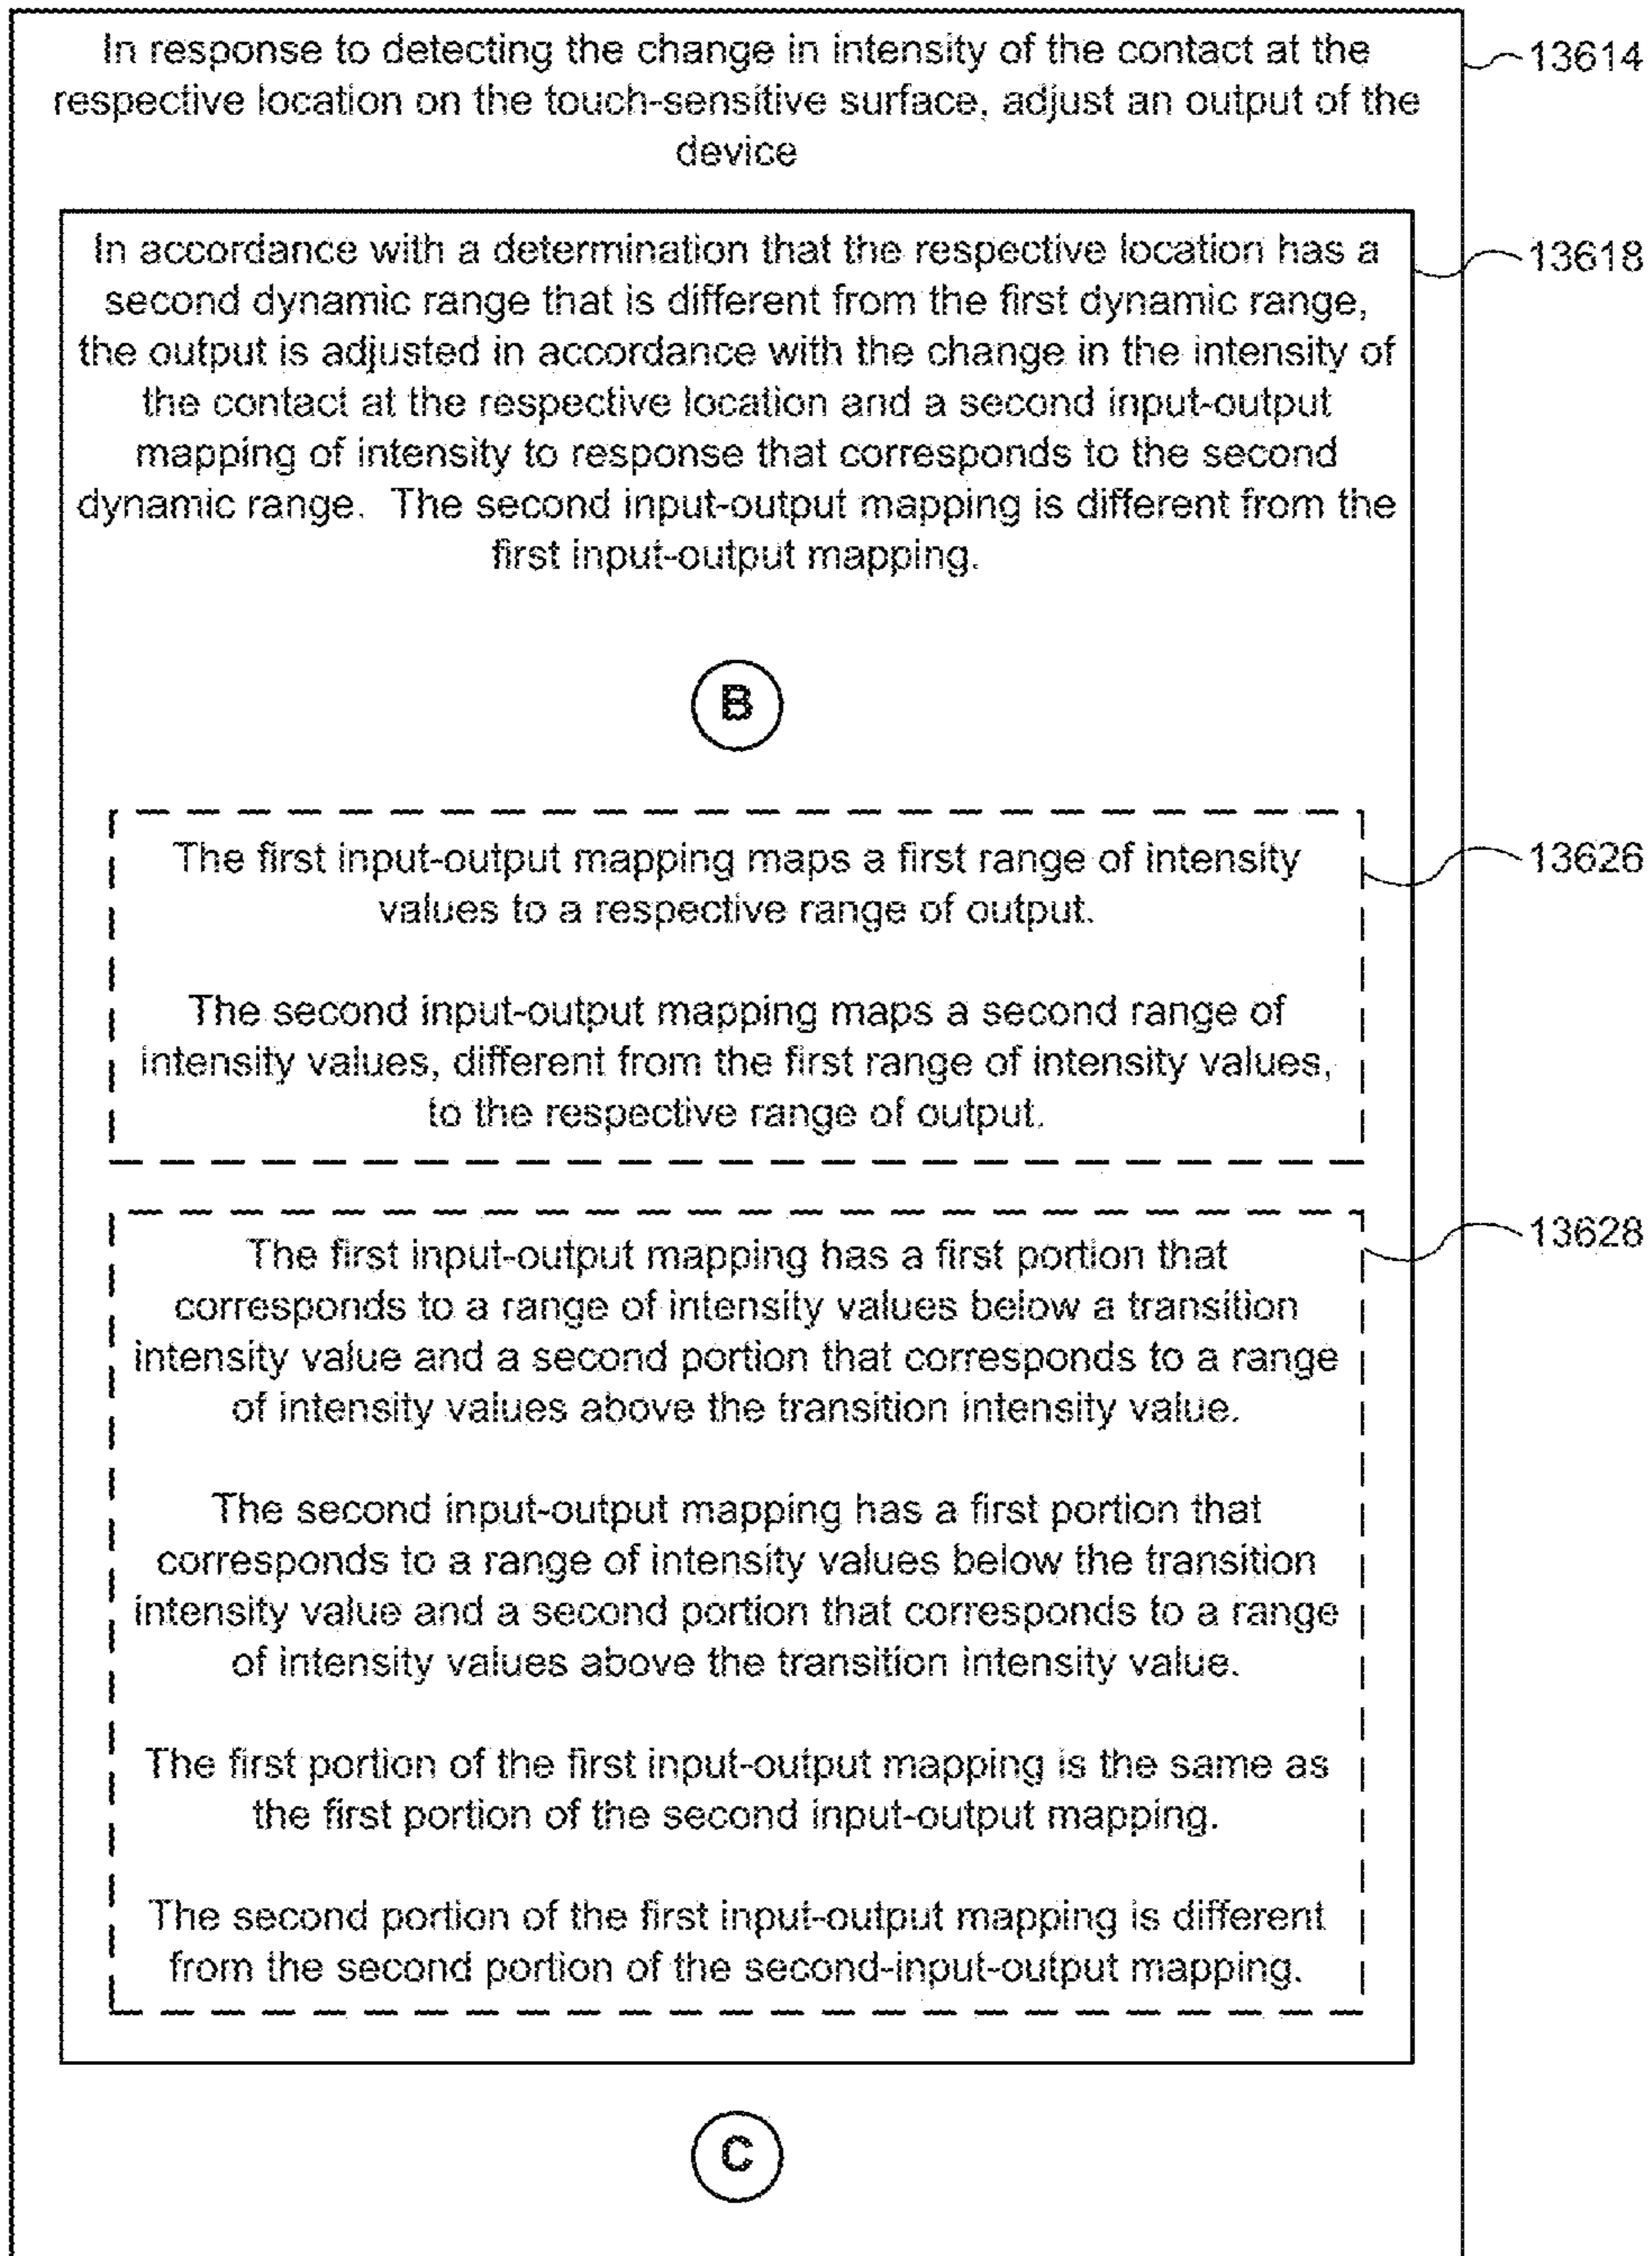 In response to detecting the change in intensity of the contact at the
respective location on the touch-sensitive surface, adjust an output of the
device
13614
In accordance with a determination that the respective location has a
second dynamic range that is different from the first dynamic range,
the output is adjusted in accordance with the change in the intensity of
the contact at the respective location and a second input-output
mapping of intensity to response that corresponds to the second
dynamic range. The second input-output mapping is different from the
first input-output mapping.
13618
B
The first input-output mapping maps a first range of intensity
values to a respective range of output.
13626
The second input-output mapping maps a second range of
intensity values, different from the first range of intensity values,
to the respective range of output.
The first input-output mapping has a first portion that
corresponds to a range of intensity values below a transition
intensity value and a second portion that corresponds to a range
of intensity values above the transition intensity value.
13628
The second input-output mapping has a first portion that
corresponds to a range of intensity values below the transition
intensity value and a second portion that corresponds to a range
of intensity values above the transition intensity value.
The first portion of the first input-output mapping is the same as
the first portion of the second input-output mapping.
The second portion of the first input-output mapping is different
from the second portion of the second-input-output mapping.
C